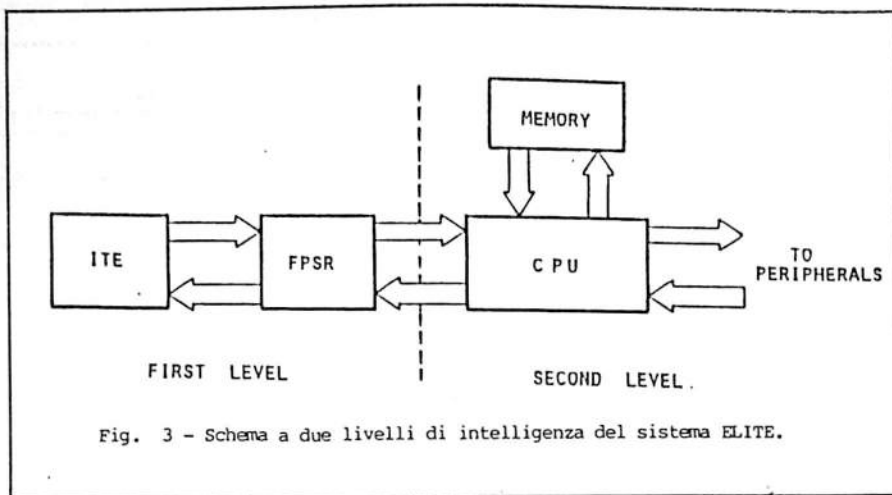 MEMORY
ITE
FPSR
CPU
TO
PERIPHERALS
FIRST LEVEL
SECOND LEVEL.
Fig. 3 - Schema a due livelli di intelligenza del sistema ELITE.